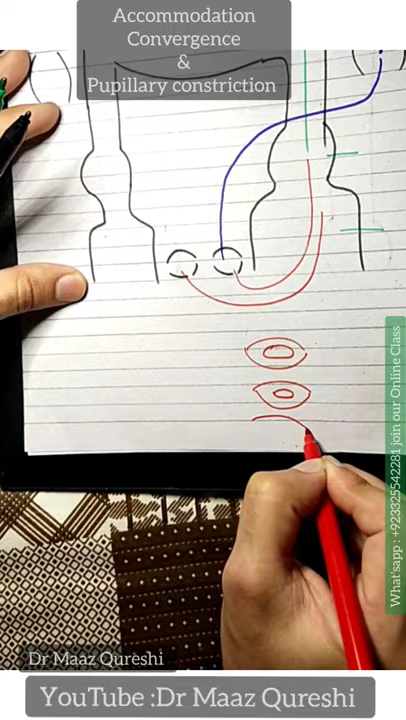 Accommodation
Convergence
&
Pupillary constriction
What'sapp : +923325542281 join our Online Class
Dr Maaz Qureshi
YouTube :Dr Maaz Qureshi